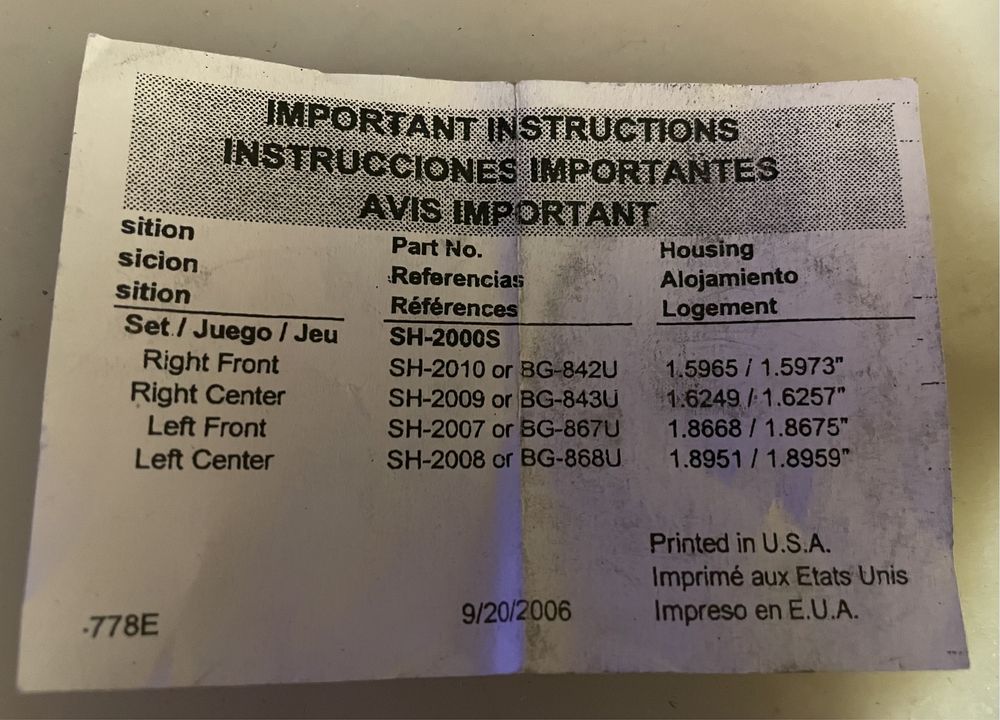 IMPORTANT INSTRUCTIONS
INSTRUCCIONES IMPORTANTES
AVIS IMPORTANT
sition Part No. Housing
sicion Referencias Alojamiento
sition Références Logement
Set / Juego / Jeu SH-2000S
Right Front SH-2010 or BG-842U 1.5965 / 1.5973"
Right Center SH-2009 or BG-843U 1.6249 / 1.6257"
Left Front SH-2007 or BG-867U 1.8668 / 1.8675"
Left Center SH-2008 or BG-868U 1.8951 / 1.8959"
Printed in U.S.A.
Imprimé aux Etats Unis
-778E 9/20/2006 Impreso en E.U.A.